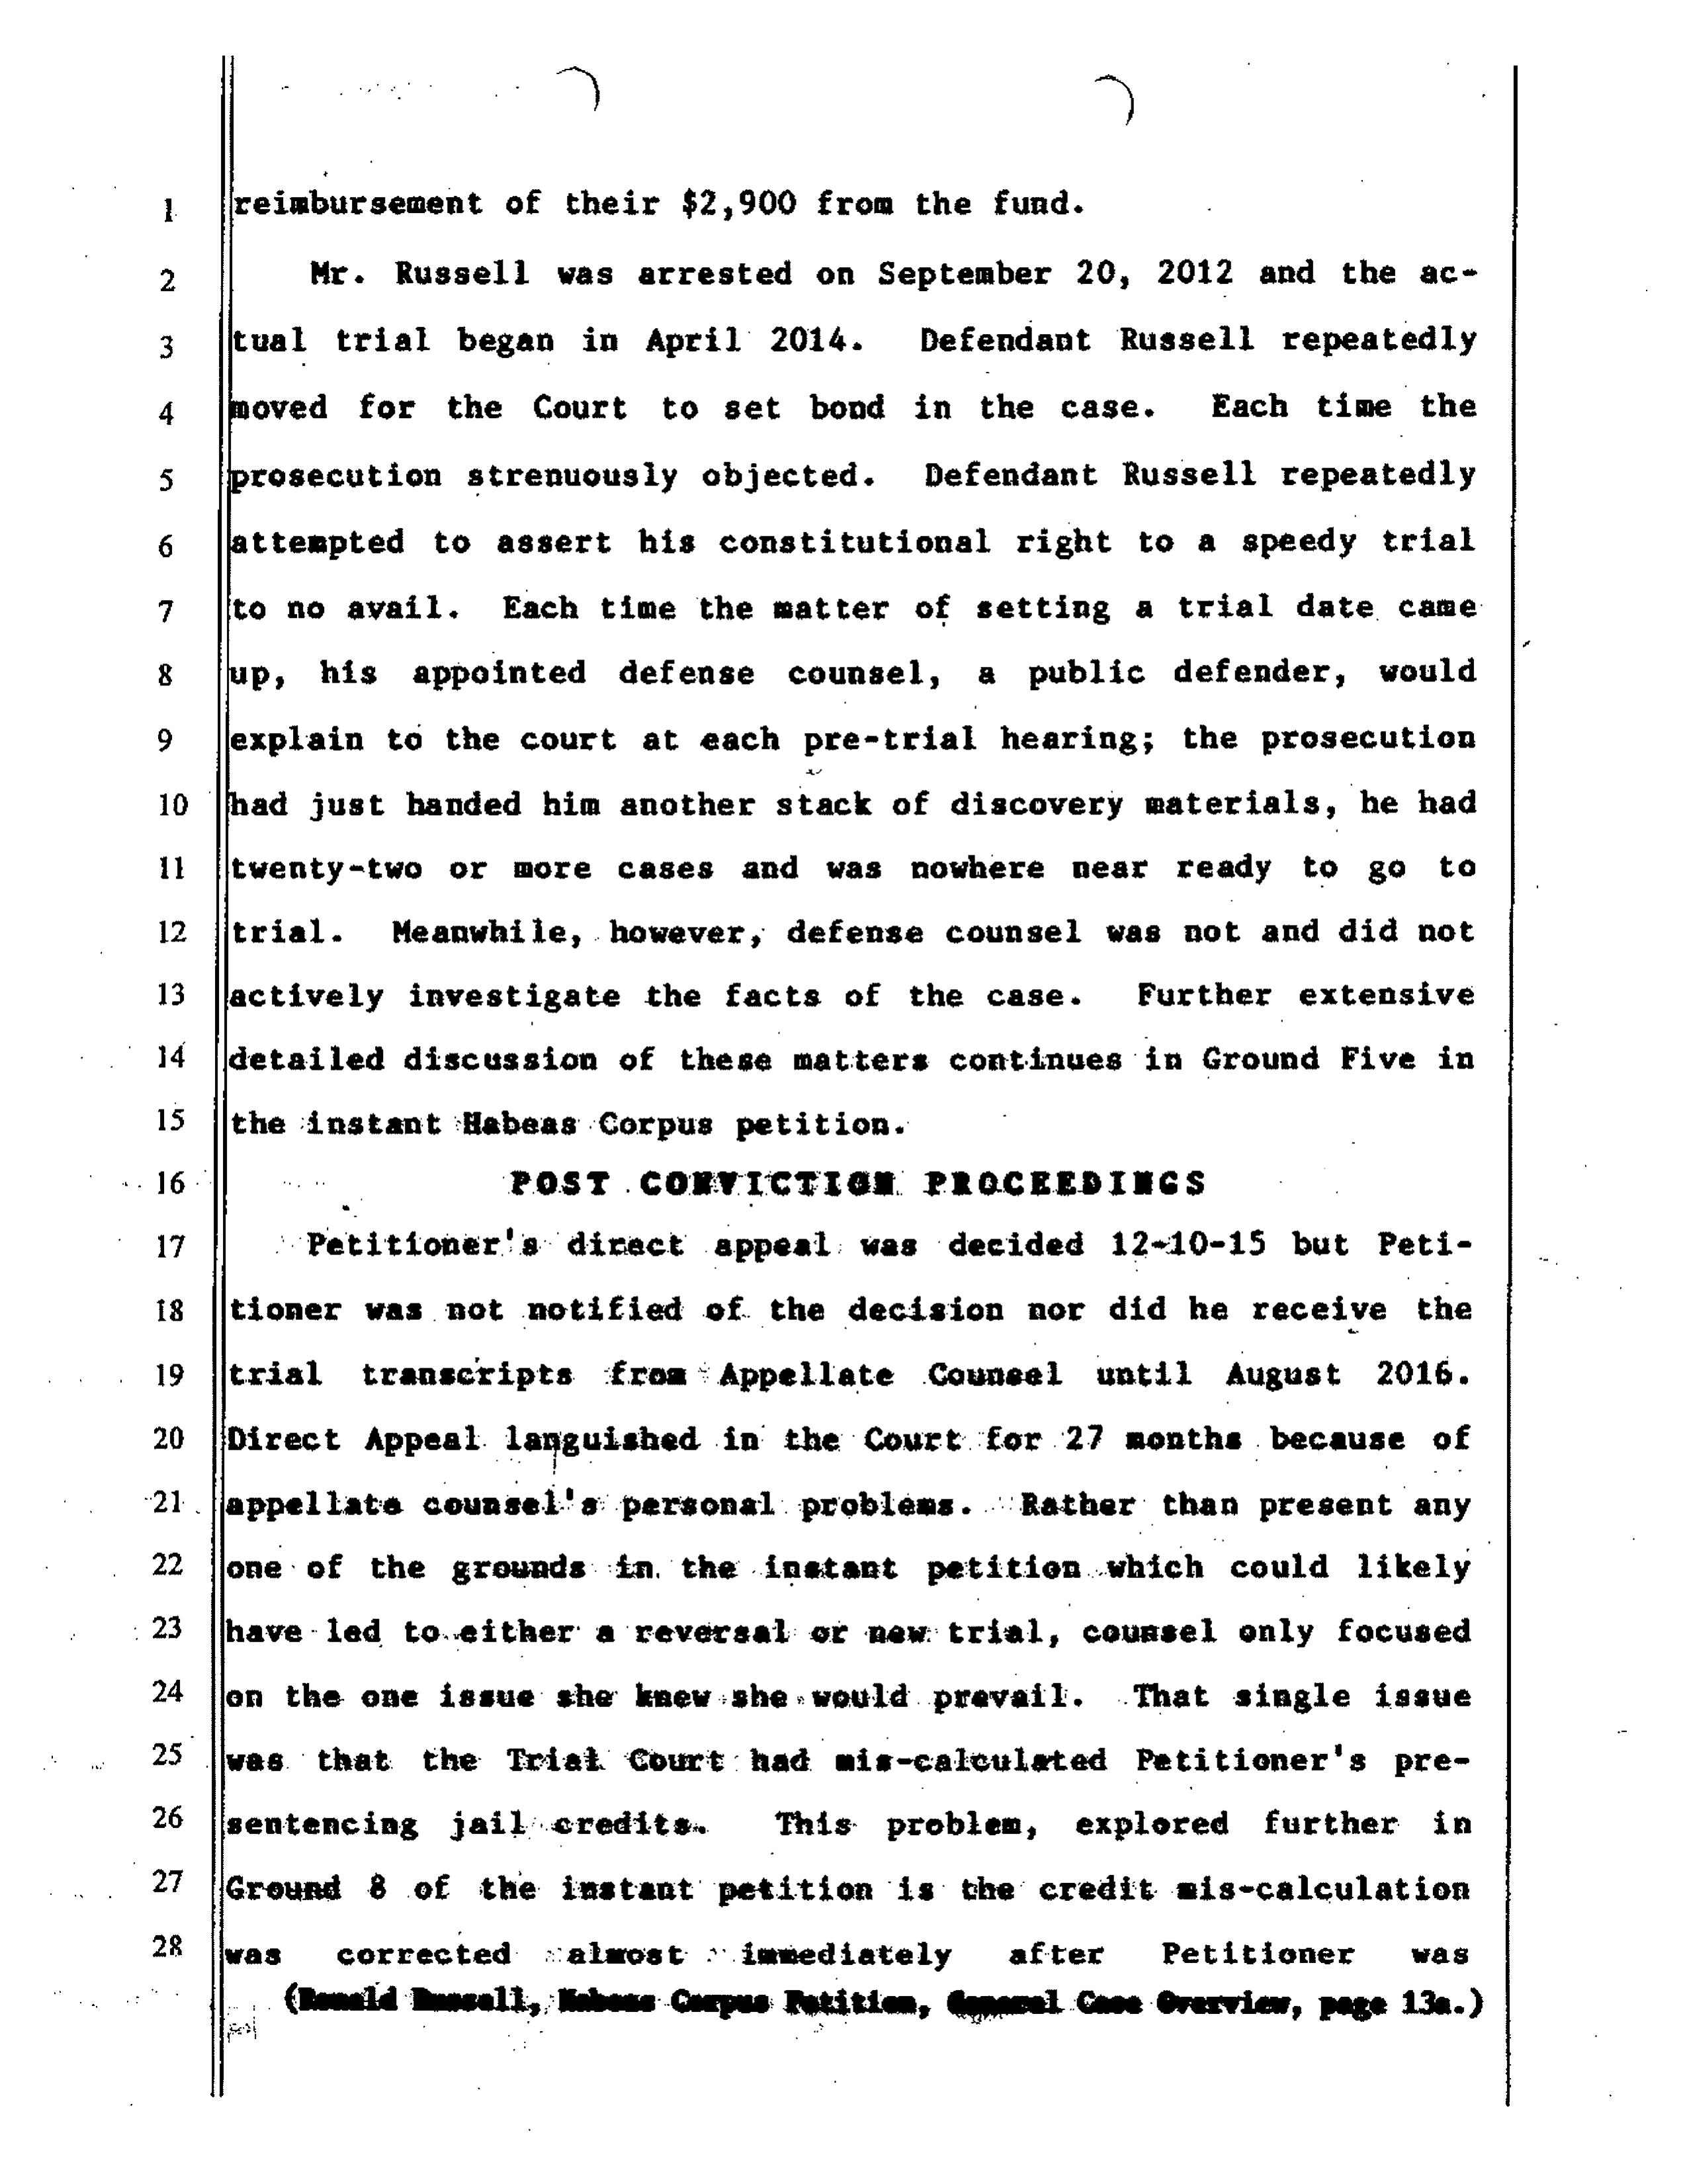 1 reimbursement of their $2,900 from the fund.
2 Mr. Russell was arrested on September 20, 2012 and the ac-
3 tual trial began in April 2014. Defendant Russell repeatedly
4 moved for the Court to set bond in the case. Each time the
5 prosecution strenuously objected. Defendant Russell repeatedly
6 attempted to assert his constitutional right to a speedy trial
7 to no avail. Each time the matter of setting a trial date came
8 up, his appointed defense counsel, a public defender, would
9 explain to the court at each pre-trial hearing; the prosecution
10 had just handed him another stack of discovery materials, he had
11 twenty-two or more cases and was nowhere near ready to go to
12 trial. Meanwhile, however, defense counsel was not and did not
13 actively investigate the facts of the case. Further extensive
14 detailed discussion of these matters continues in Ground Five in
15 the instant Habeas Corpus petition.
16 POST CONVICTION PROCEEDINGS
17 Petitioner's direct appeal was decided 12-10-15 but Peti-
18 tioner was not notified of the decision nor did he receive the
19 trial transcripts from Appellate Counsel until August 2016.
20 Direct Appeal languished in the Court for 27 months because of
21 appellate counsel's personal problems. Rather than present any
22 one of the grounds in the instant petition which could likely
23 have led to either a reversal or new trial, counsel only focused
24 on the one issue she knew she would prevail. That single issue
25 was that the Trial Court had mis-calculated Petitioner's pre-
26 sentencing jail credits. This problem, explored further in
27 Ground 8 of the instant petition is the credit mis-calculation
28 was corrected almost immediately after Petitioner was
(Ronald Russell, Habeas Corpus Petition, General Case Overview, page 13a.)